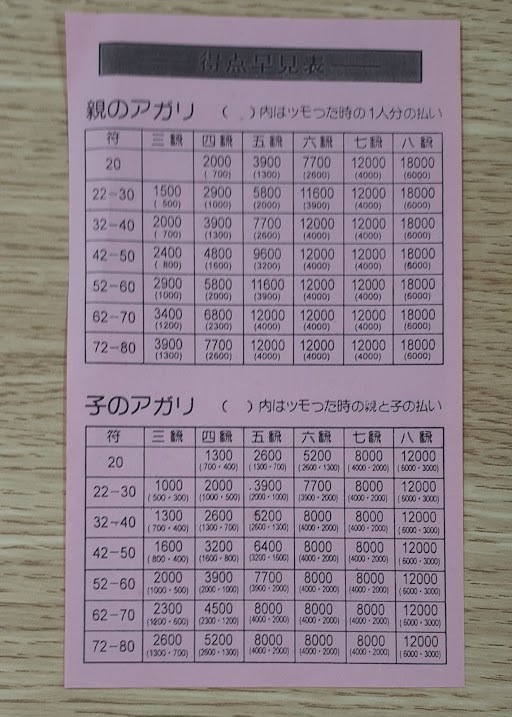 得点早見表
親のアガリ （ ）内はツモった時の1人分の払い
符 三飜 四飜 五飜 六飜 七飜 八飜
20 2000 3900 7700 12000 18000
(700) (1300) (2600) (4000) (6000)
22-30 1500 2900 5800 11600 12000 18000
(500) (1000) (2000) (3900) (4000) (6000)
32-40 2000 3900 7700 12000 12000 18000
(700) (1300) (2600) (4000) (4000) (6000)
42-50 2400 4800 9600 12000 12000 18000
(800) (1600) (3200) (4000) (4000) (6000)
52-60 2900 5800 11600 12000 12000 18000
(1000) (2000) (3900) (4000) (4000) (6000)
62-70 3400 6800 12000 12000 12000 18000
(1200) (2300) (4000) (4000) (4000) (6000)
72-80 3900 7700 12000 12000 12000 18000
(1300) (2600) (4000) (4000) (4000) (6000)
子のアガリ （ ）内はツモった時の親と子の払い
符 三飜 四飜 五飜 六飜 七飜 八飜
20 1300 2600 5200 8000 12000
(700・400) (1300・700) (2600・1300) (4000・2000) (6000・3000)
22-30 1000 2000 3900 7700 8000 12000
(500・300) (1000・500) (2000・1000) (3900・2000) (4000・2000) (6000・3000)
32-40 1300 2600 5200 8000 8000 12000
(700・400) (1300・700) (2600・1300) (4000・2000) (4000・2000) (6000・3000)
42-50 1600 3200 6400 8000 8000 12000
(800・400) (1600・800) (3200・1600) (4000・2000) (4000・2000) (6000・3000)
52-60 2000 3900 7700 8000 8000 12000
(1000・500) (2000・1000) (3900・2000) (4000・2000) (4000・2000) (6000・3000)
62-70 2300 4500 8000 8000 8000 12000
(1200・600) (2300・1200) (4000・2000) (4000・2000) (4000・2000) (6000・3000)
72-80 2600 5200 8000 8000 8000 12000
(1300・700) (2600・1300) (4000・2000) (4000・2000) (4000・2000) (6000・3000)